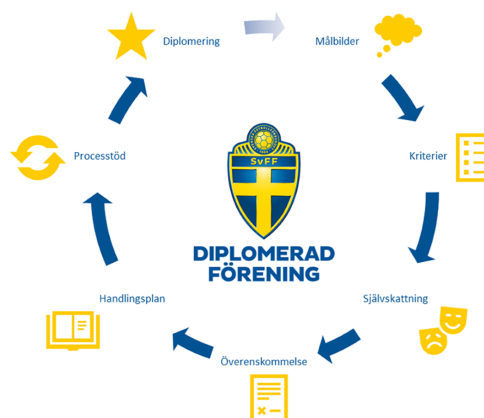 Diplomering
Målbilder
Processtöd
Kriterier
SvFF
DIPLOMERAD
FÖRENING
Handlingsplan
Självskattning
Överenskommelse